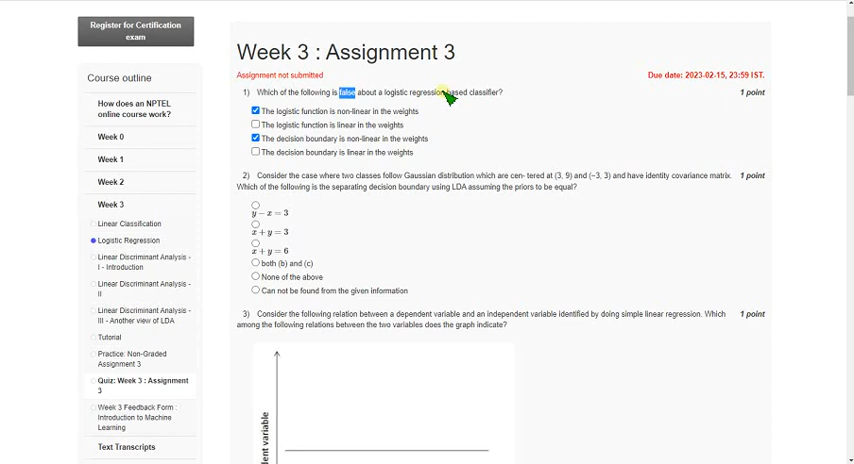 Register for Certification
exam
Course outline
How does an NPTEL
online course work?
Week 0
Week 1
Week 2
Week 3
Linear Classification
Logistic Regression
Linear Discriminant Analysis -
I - Introduction
Linear Discriminant Analysis -
II
Linear Discriminant Analysis -
III - Another view of LDA
Tutorial
Practice: Non-Graded
Assignment 3
Quiz: Week 3 : Assignment
3
Week 3 Feedback Form :
Introduction to Machine
Learning
Text Transcripts
Week 3 : Assignment 3
Assignment not submitted
Due date: 2023-02-15, 23:59 IST.
1) Which of the following is false about a logistic regression based classifier?
1 point
The logistic function is non-linear in the weights
The logistic function is linear in the weights
The decision boundary is non-linear in the weights
The decision boundary is linear in the weights
2) Consider the case where two classes follow Gaussian distribution which are cen- tered at (3, 9) and (−3, 3) and have identity covariance matrix.
1 point
Which of the following is the separating decision boundary using LDA assuming the priors to be equal?
y − x = 3
x + y = 3
x + y = 6
both (b) and (c)
None of the above
Can not be found from the given information
3) Consider the following relation between a dependent variable and an independent variable identified by doing simple linear regression. Which
1 point
among the following relations between the two variables does the graph indicate?
variable